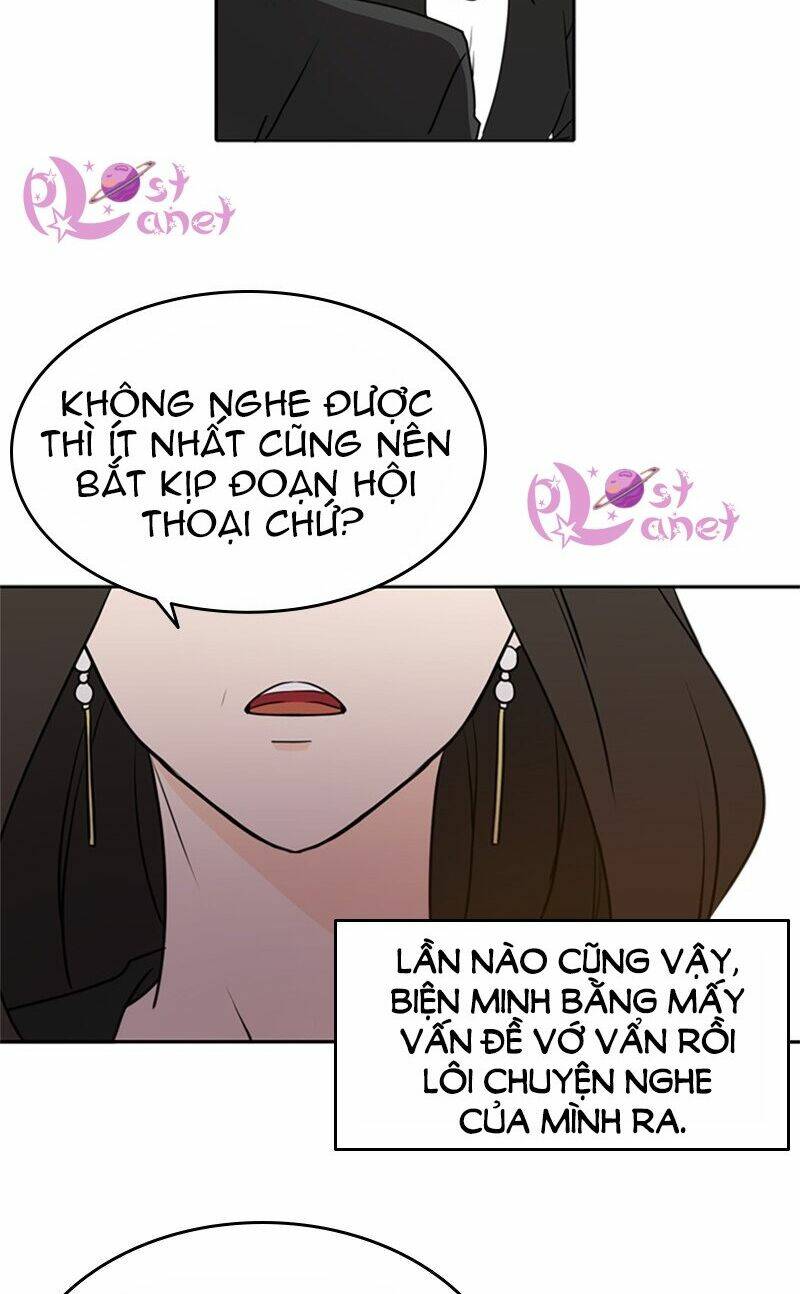 Lost
Planet
KHÔNG NGHE ĐƯỢC
THÌ ÍT NHẤT CŨNG NÊN
BẮT KỊP ĐOẠN HỘI
THOẠI CHỨ?
Lost
Planet
LẦN NÀO CŨNG VẬY,
BIỆN MINH BẰNG MẤY
VẤN ĐỀ VỚ VẨN RỒI
LÔI CHUYỆN NGHE
CỦA MÌNH RA.